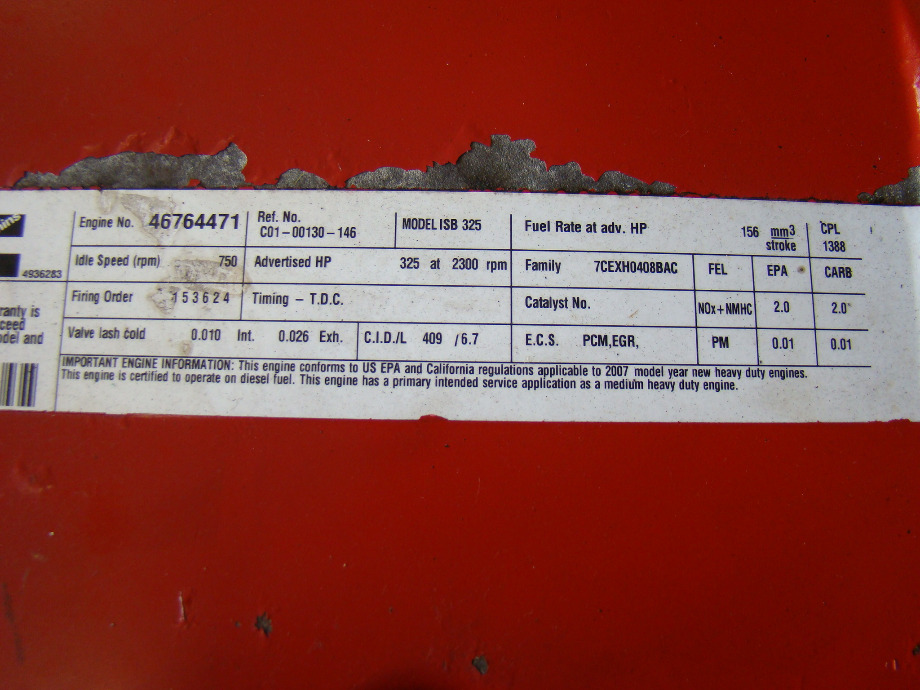 Engine No. 46764471
Ref. No.
C01-00130-146
MODEL ISB 325
Fuel Rate at adv. HP 156 mm3
stroke
CPL
1388
4936283
Idle Speed (rpm) 750
Advertised HP 325 at 2300 rpm
Family 7CEXH0408BAC
FEL
EPA
CARB
Firing Order 153624
Timing - T.D.C.
Catalyst No.
NOx+NMHC
2.0
2.0
ranty is
ceed
del and
Valve lash cold 0.010 Int. 0.026 Exh.
C.I.D./L 409 /6.7
E.C.S. PCM,EGR,
PM
0.01
0.01
IMPORTANT ENGINE INFORMATION: This engine conforms to US EPA and California regulations applicable to 2007 model year new heavy duty engines.
This engine is certified to operate on diesel fuel. This engine has a primary intended service application as a medium heavy duty engine.